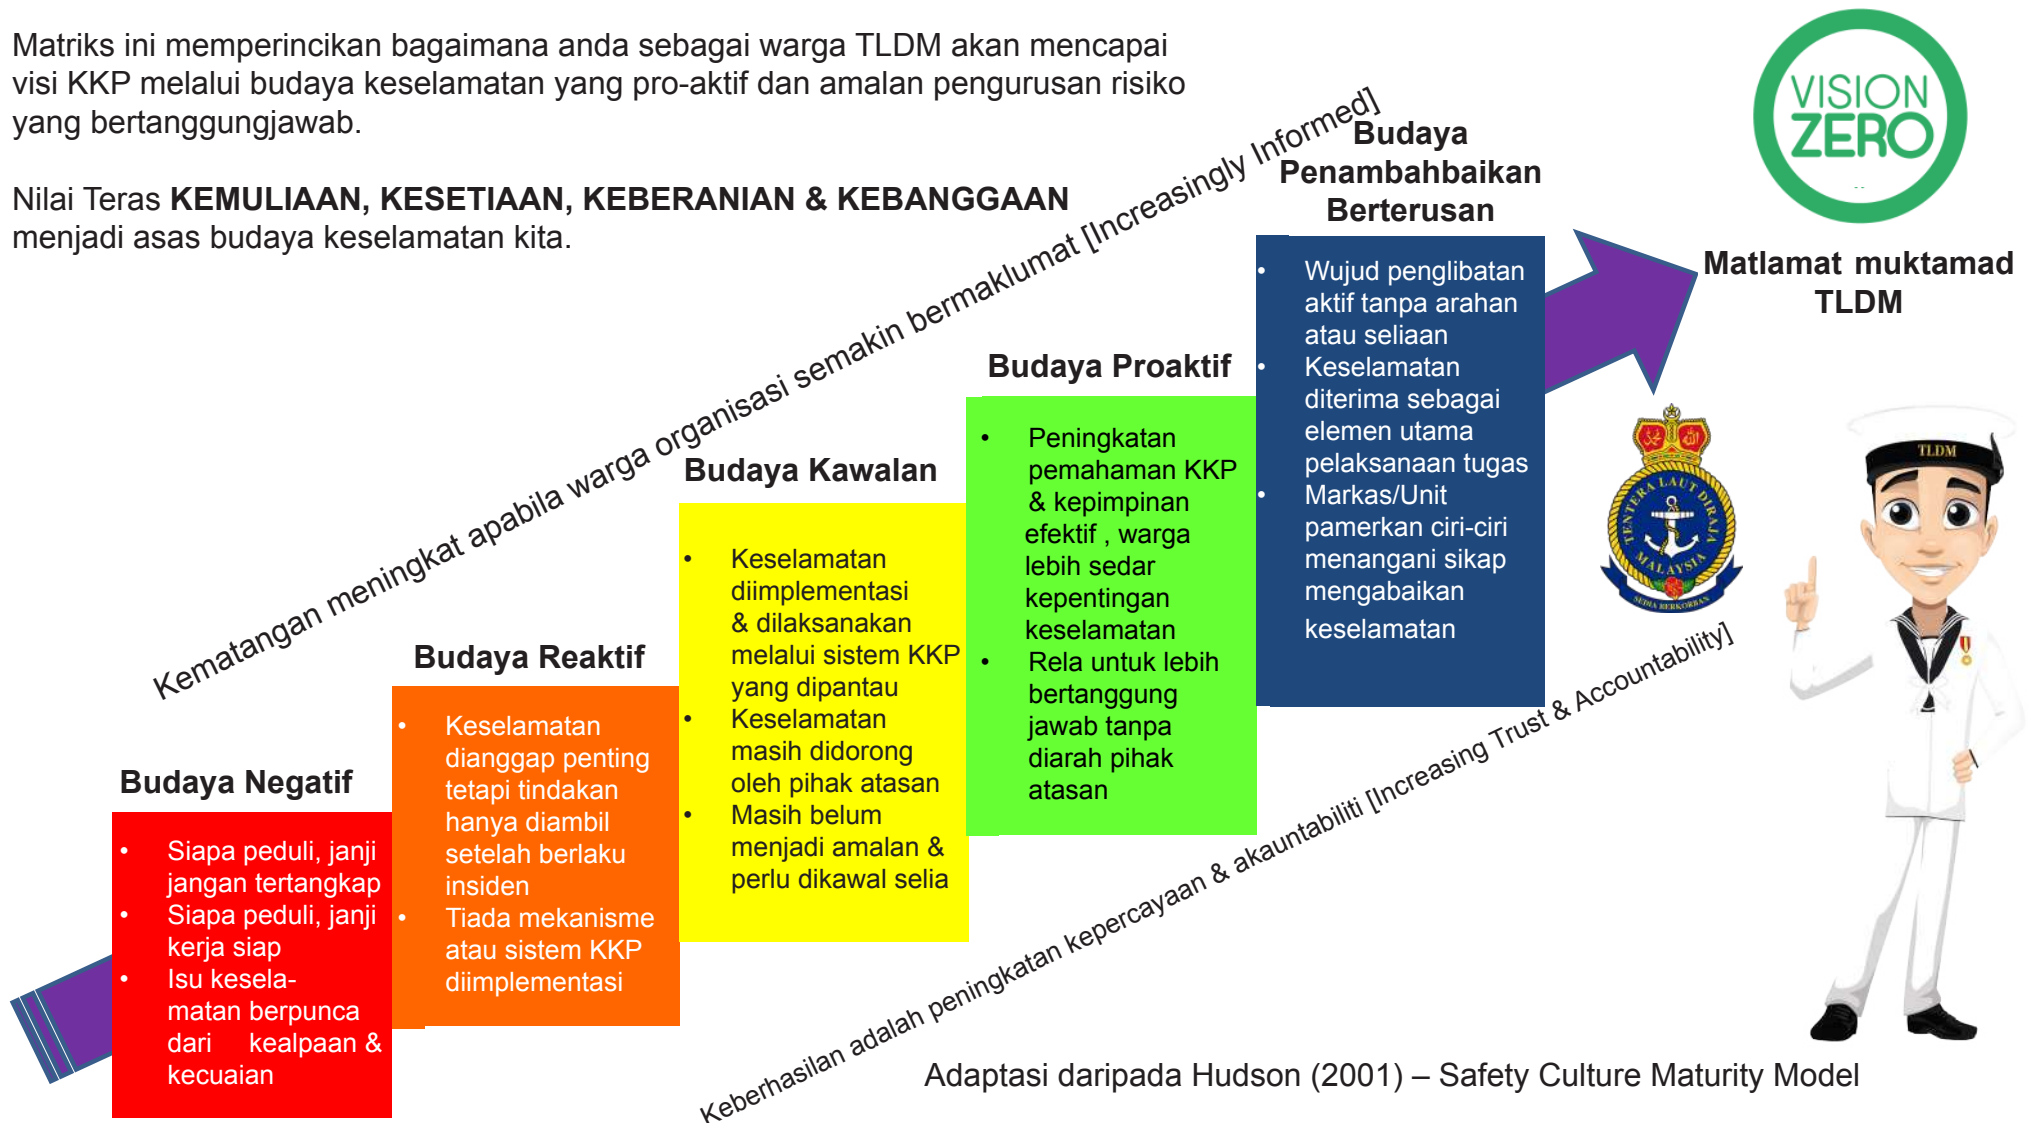 Matriks ini memperincikan bagaimana anda sebagai warga TLDM akan mencapai
visi KKP melalui budaya keselamatan yang pro-aktif dan amalan pengurusan risiko
yang bertanggungjawab.
Nilai Teras KEMULIAAN, KESETIAAN, KEBERANIAN & KEBANGGAAN
menjadi asas budaya keselamatan kita.
VISION
ZERO
Matlamat muktamad
TLDM
Kematangan meningkat apabila warga organisasi semakin bermaklumat [Increasingly Informed]
Budaya Negatif
• Siapa peduli, janji
jangan tertangkap
• Siapa peduli, janji
kerja siap
• Isu kesela-
matan berpunca
dari kealpaan &
kecuaian
Budaya Reaktif
• Keselamatan
dianggap penting
tetapi tindakan
hanya diambil
setelah berlaku
insiden
• Tiada mekanisme
atau sistem KKP
diimplementasi
Budaya Kawalan
• Keselamatan
diimplementasi
& dilaksanakan
melalui sistem KKP
yang dipantau
• Keselamatan
masih didorong
oleh pihak atasan
• Masih belum
menjadi amalan &
perlu dikawal selia
Budaya Proaktif
• Peningkatan
pemahaman KKP
& kepimpinan
efektif , warga
lebih sedar
kepentingan
keselamatan
• Rela untuk lebih
bertanggung
jawab tanpa
diarah pihak
atasan
Budaya
Penambahbaikan
Berterusan
• Wujud penglibatan
aktif tanpa arahan
atau seliaan
• Keselamatan
diterima sebagai
elemen utama
pelaksanaan tugas
• Markas/Unit
pamerkan ciri-ciri
menangani sikap
mengabaikan
keselamatan
محمد الله
TENTERA LAUT DIRAJA
MALAYSIA
SEDIA BERKORBAN
TLDM
Keberhasilan adalah peningkatan kepercayaan & akauntabiliti [Increasing Trust & Accountability]
Adaptasi daripada Hudson (2001) – Safety Culture Maturity Model